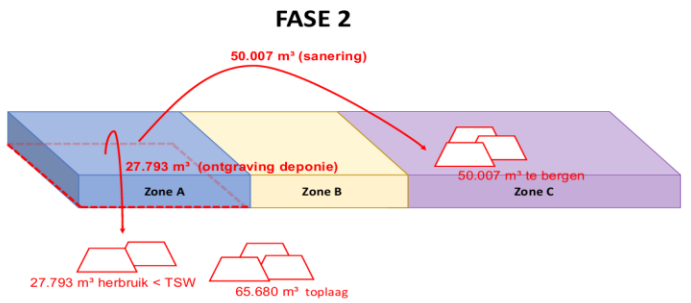 FASE 2
50.007 m³ (sanering)
27.793 m³ (ontgraving deponie)
50.007 m³ te bergen
Zone A
Zone B
Zone C
27.793 m³ herbruik < TSW
65.680 m³ toplaag